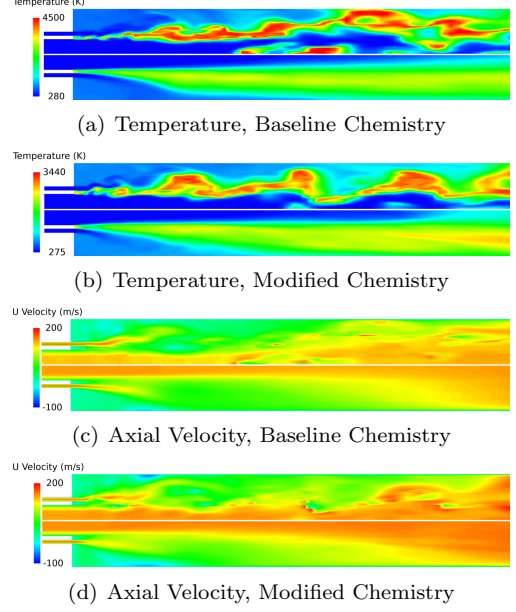 Temperature (K)
4500
280
(a) Temperature, Baseline Chemistry
Temperature (K)
3440
275
(b) Temperature, Modified Chemistry
U Velocity (m/s)
200
-100
(c) Axial Velocity, Baseline Chemistry
U Velocity (m/s)
200
-100
(d) Axial Velocity, Modified Chemistry